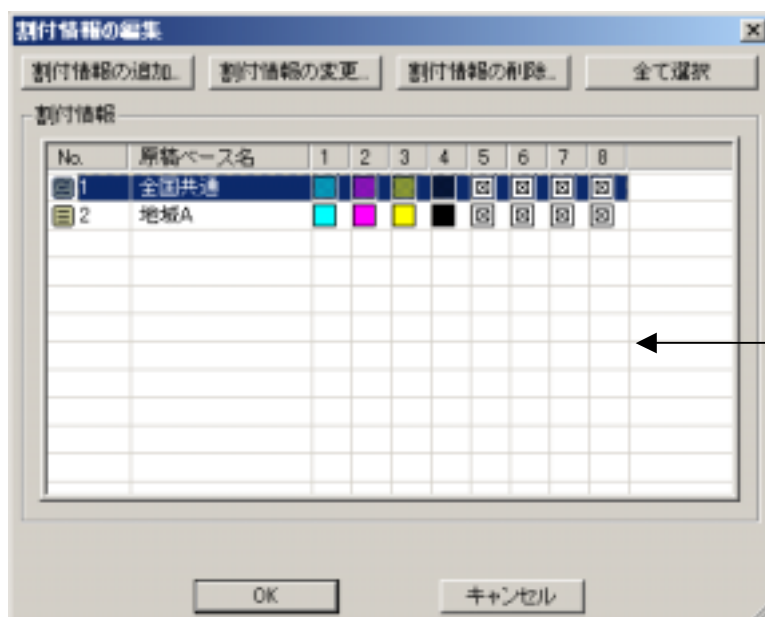 割付情報の編集
割付情報の追加... 割付情報の変更... 割付情報の削除... 全て選択
割付情報
No. 原稿ベース名 1 2 3 4 5 6 7 8
1 全国共通
2 地域A
OK キャンセル